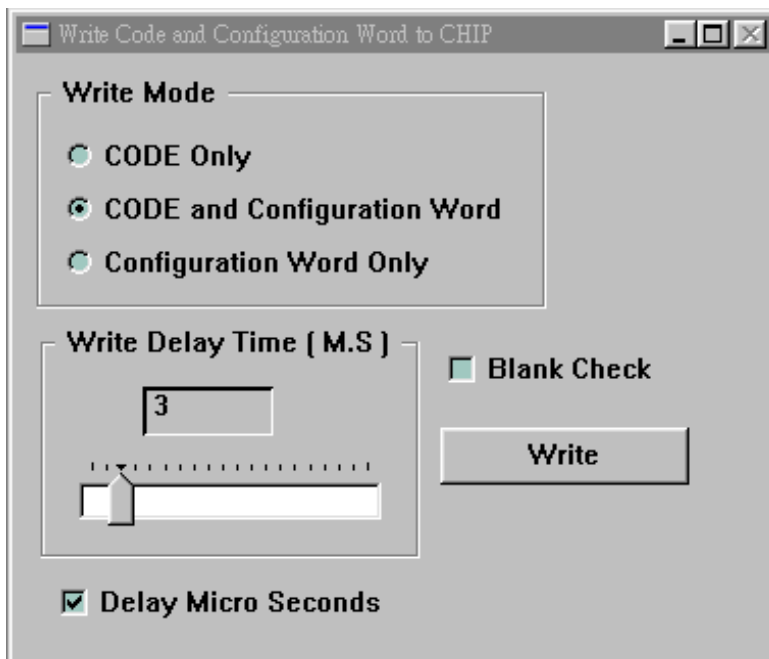 Write Code and Configuration Word to CHIP
Write Mode
CODE Only
CODE and Configuration Word
Configuration Word Only
Write Delay Time ( M.S )
3
Blank Check
Write
Delay Micro Seconds